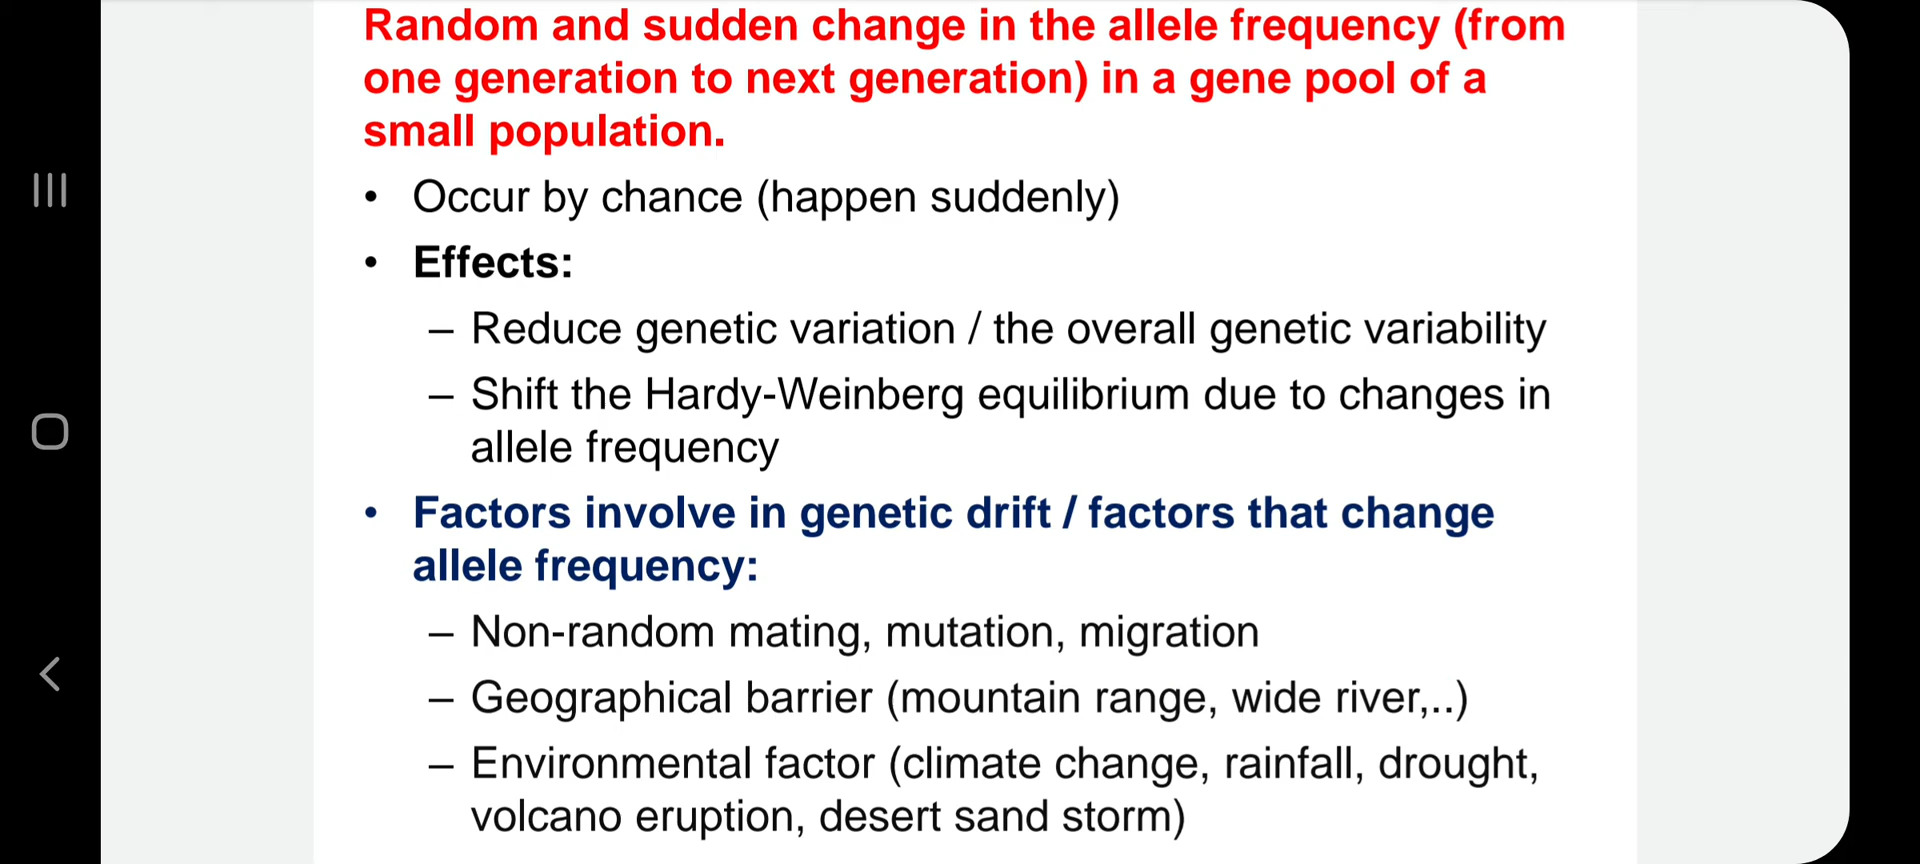 Random and sudden change in the allele frequency (from
one generation to next generation) in a gene pool of a
small population.
• Occur by chance (happen suddenly)
• Effects:
– Reduce genetic variation / the overall genetic variability
– Shift the Hardy-Weinberg equilibrium due to changes in
allele frequency
• Factors involve in genetic drift / factors that change
allele frequency:
– Non-random mating, mutation, migration
– Geographical barrier (mountain range, wide river,..)
– Environmental factor (climate change, rainfall, drought,
volcano eruption, desert sand storm)